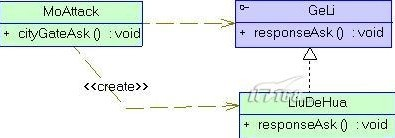 MoAttack
+ cityGateAsk () : void
GeLi
+ responseAsk () : void
<<create>>
LiuDeHua
+ responseAsk () : void